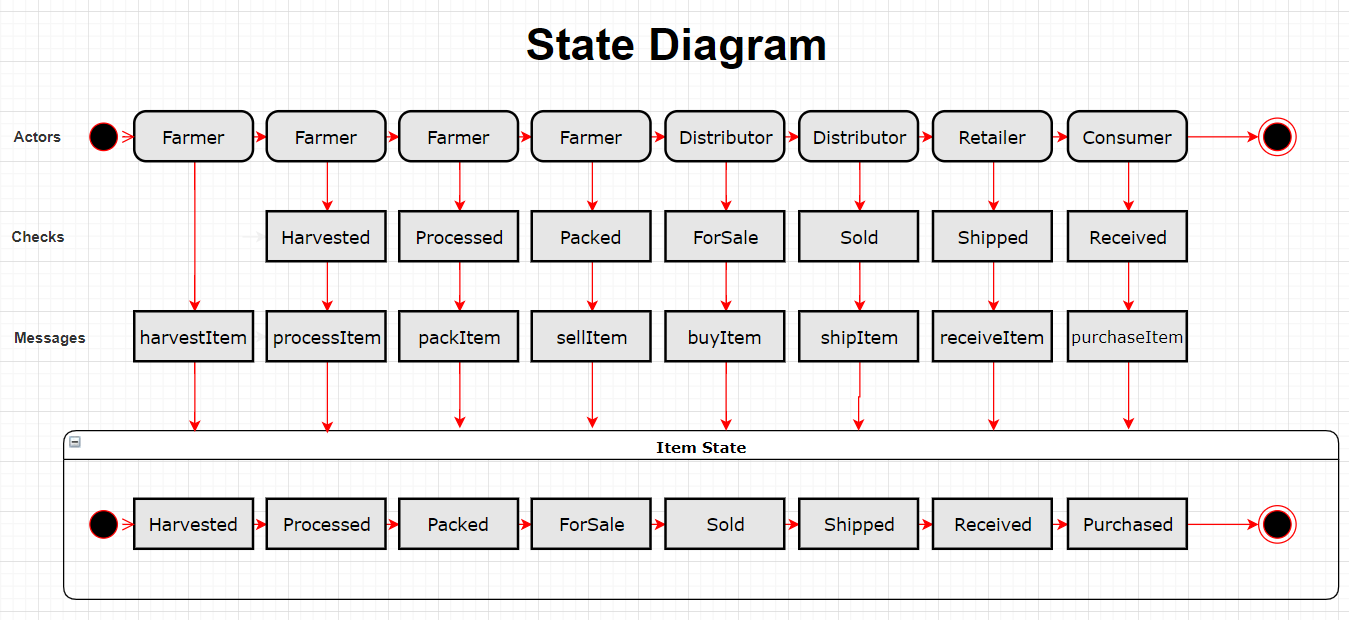 State Diagram
Actors
Farmer
Farmer
Farmer
Farmer
Distributor
Distributor
Retailer
Consumer
Checks
Harvested
Processed
Packed
ForSale
Sold
Shipped
Received
Messages
harvestItem
processItem
packItem
sellItem
buyItem
shipItem
receiveItem
purchaseItem
Item State
Harvested
Processed
Packed
ForSale
Sold
Shipped
Received
Purchased